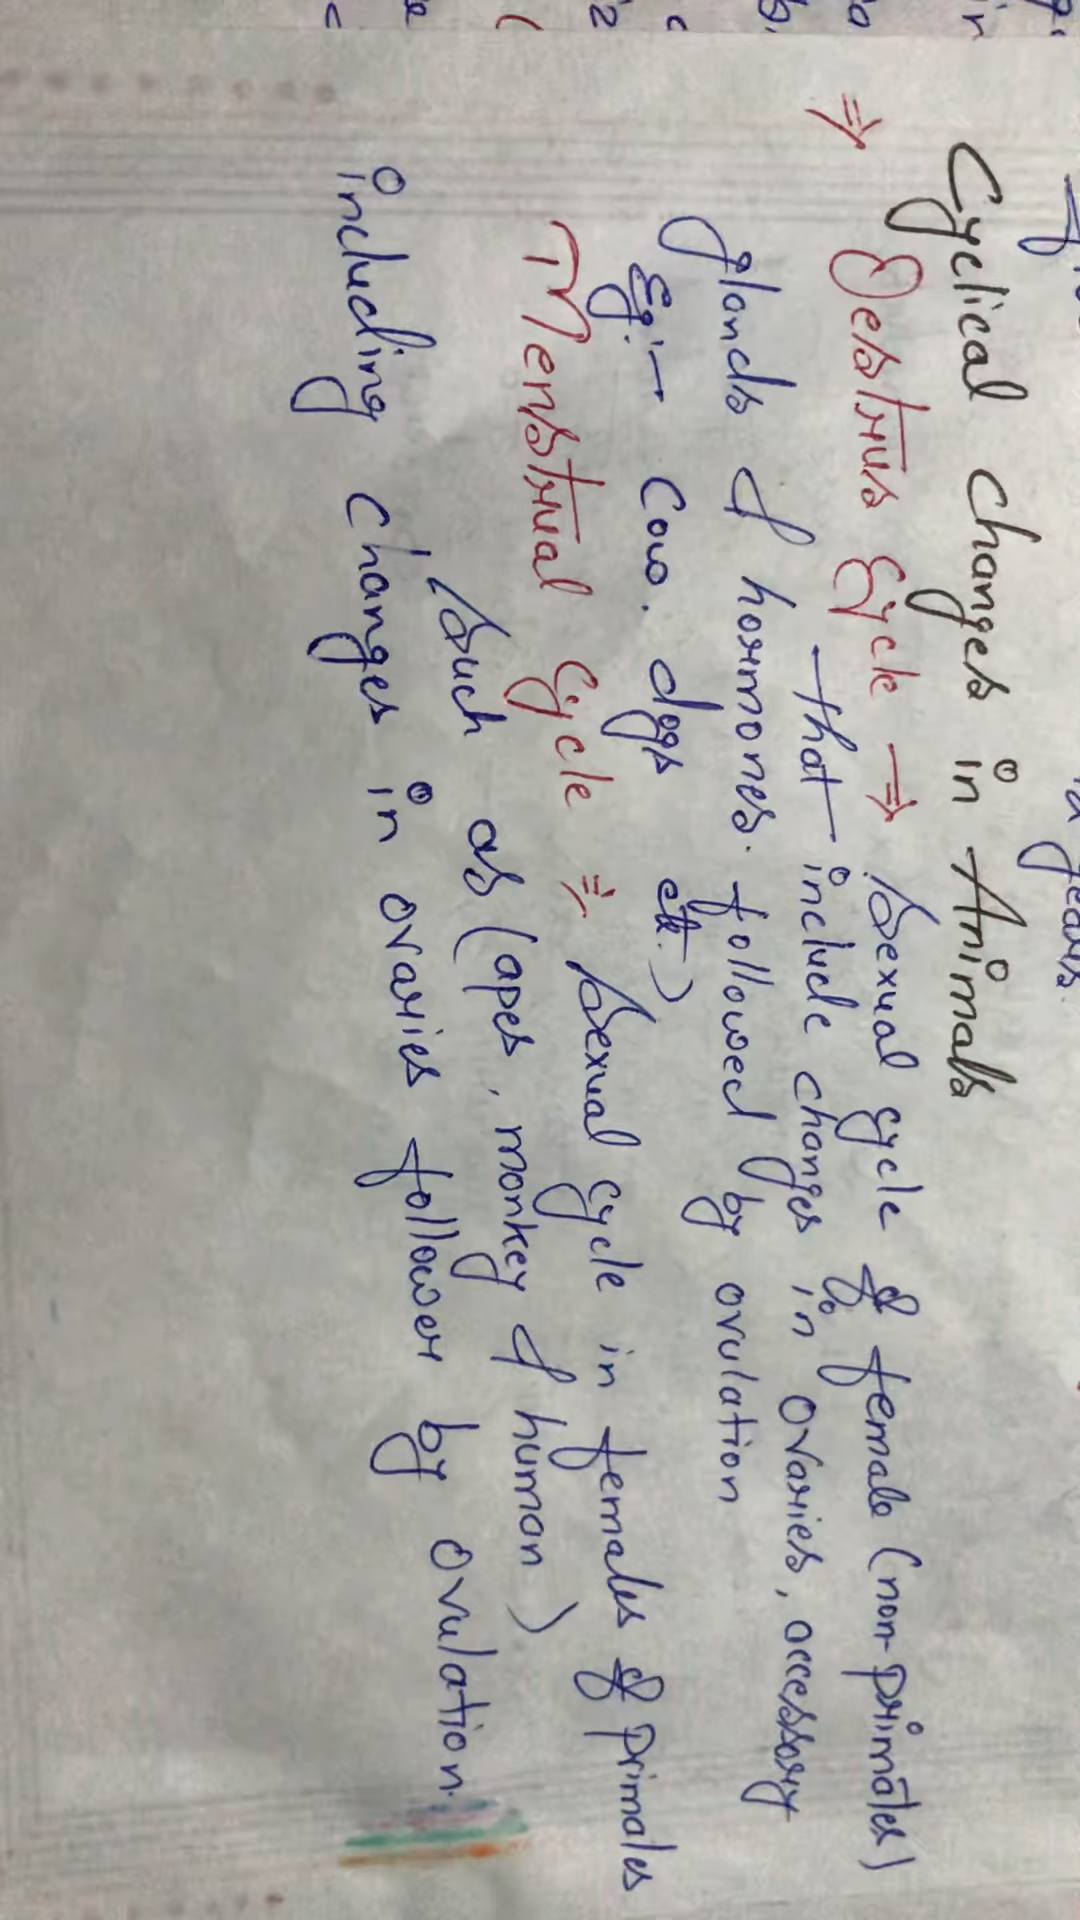 Cyclical changes in Animals
⇒ Oestrus Cycle → Sexual cycle of female (non-primates)
that include changes in ovaries, accessory
glands & hormones. followed by ovulation
Eg:- Cow. dogs etc.)
Menstrual Cycle ⇒ Sexual cycle in females of primales
Such as (apes, monkey & human)
including changes in ovaries follower by ovulation.